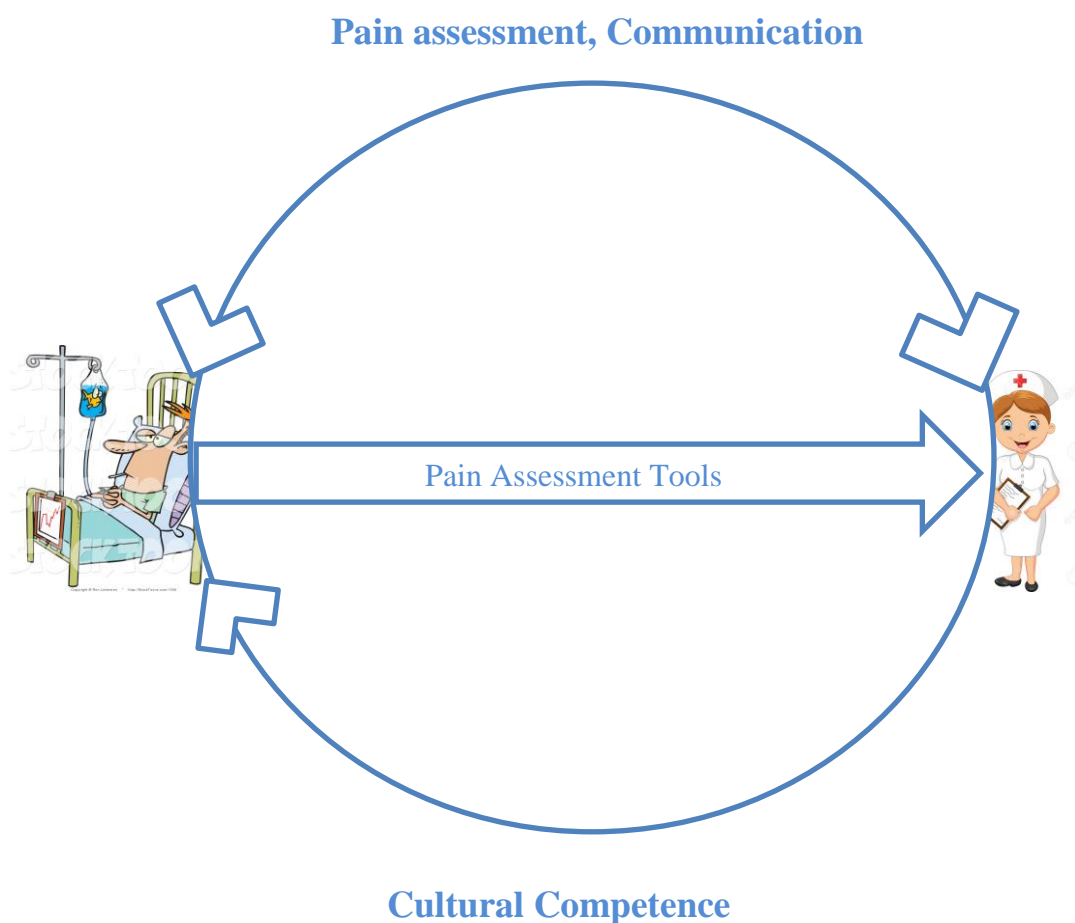 Pain assessment, Communication
Pain Assessment Tools
Cultural Competence